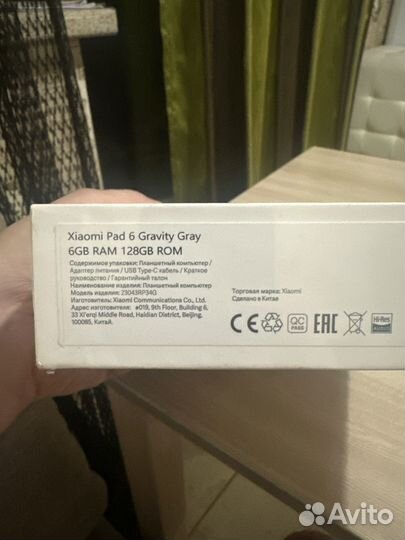 Xiaomi Pad 6 Gravity Gray
6GB RAM 128GB ROM
Содержимое упаковки: Планшетный компьютер /
Адаптер питания / USB Type-C кабель / Краткое
руководство / Гарантийный талон
Наименование изделия: Планшетный компьютер
Модель изделия: 23043RP34G
Изготовитель: Xiaomi Communications Co., Ltd.
Адрес изготовителя: #019, 9th Floor, Building 6,
33 Xi'erqi Middle Road, Haidian District, Beijing,
100085, Китай.
Торговая марка: Xiaomi
Сделано в Китае
CE
QC
PASS
EAC
Hi-Res
AUDIO
Avito